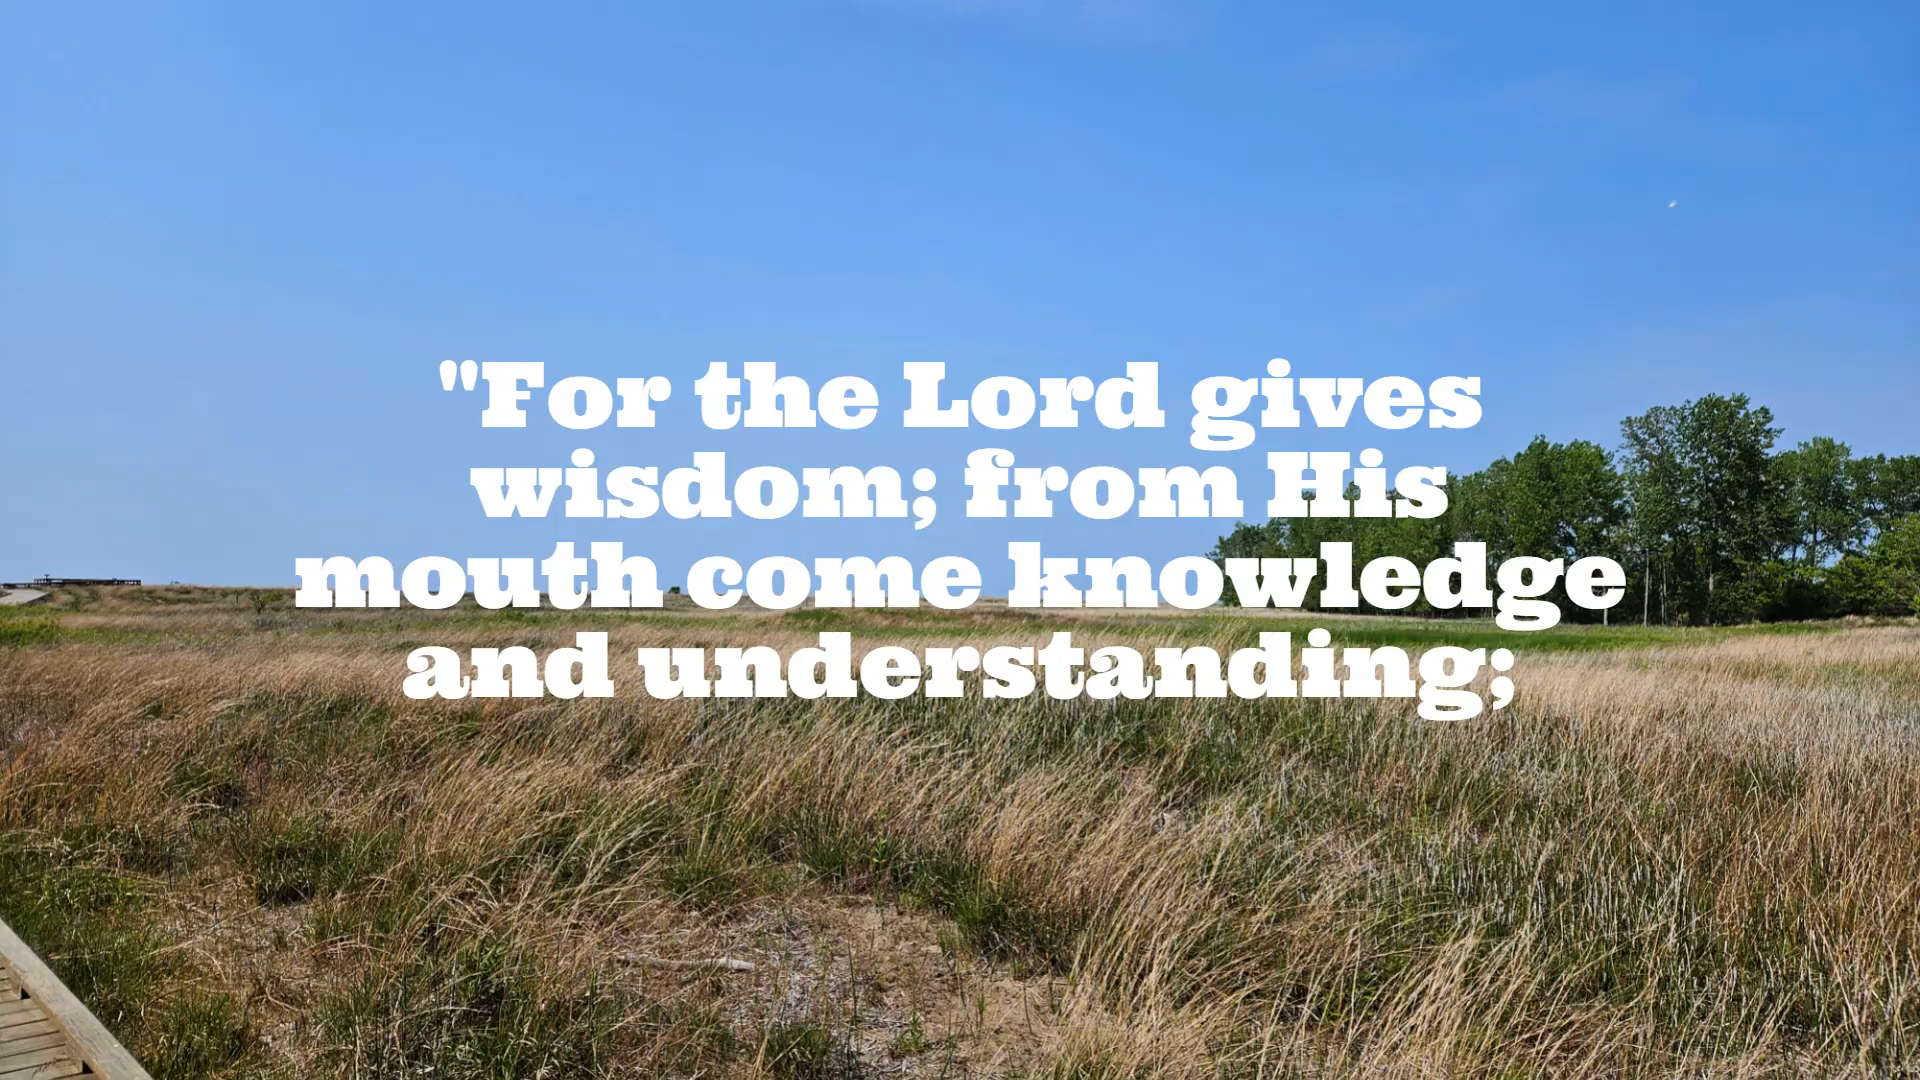 "For the Lord gives
wisdom; from His
mouth come knowledge
and understanding;